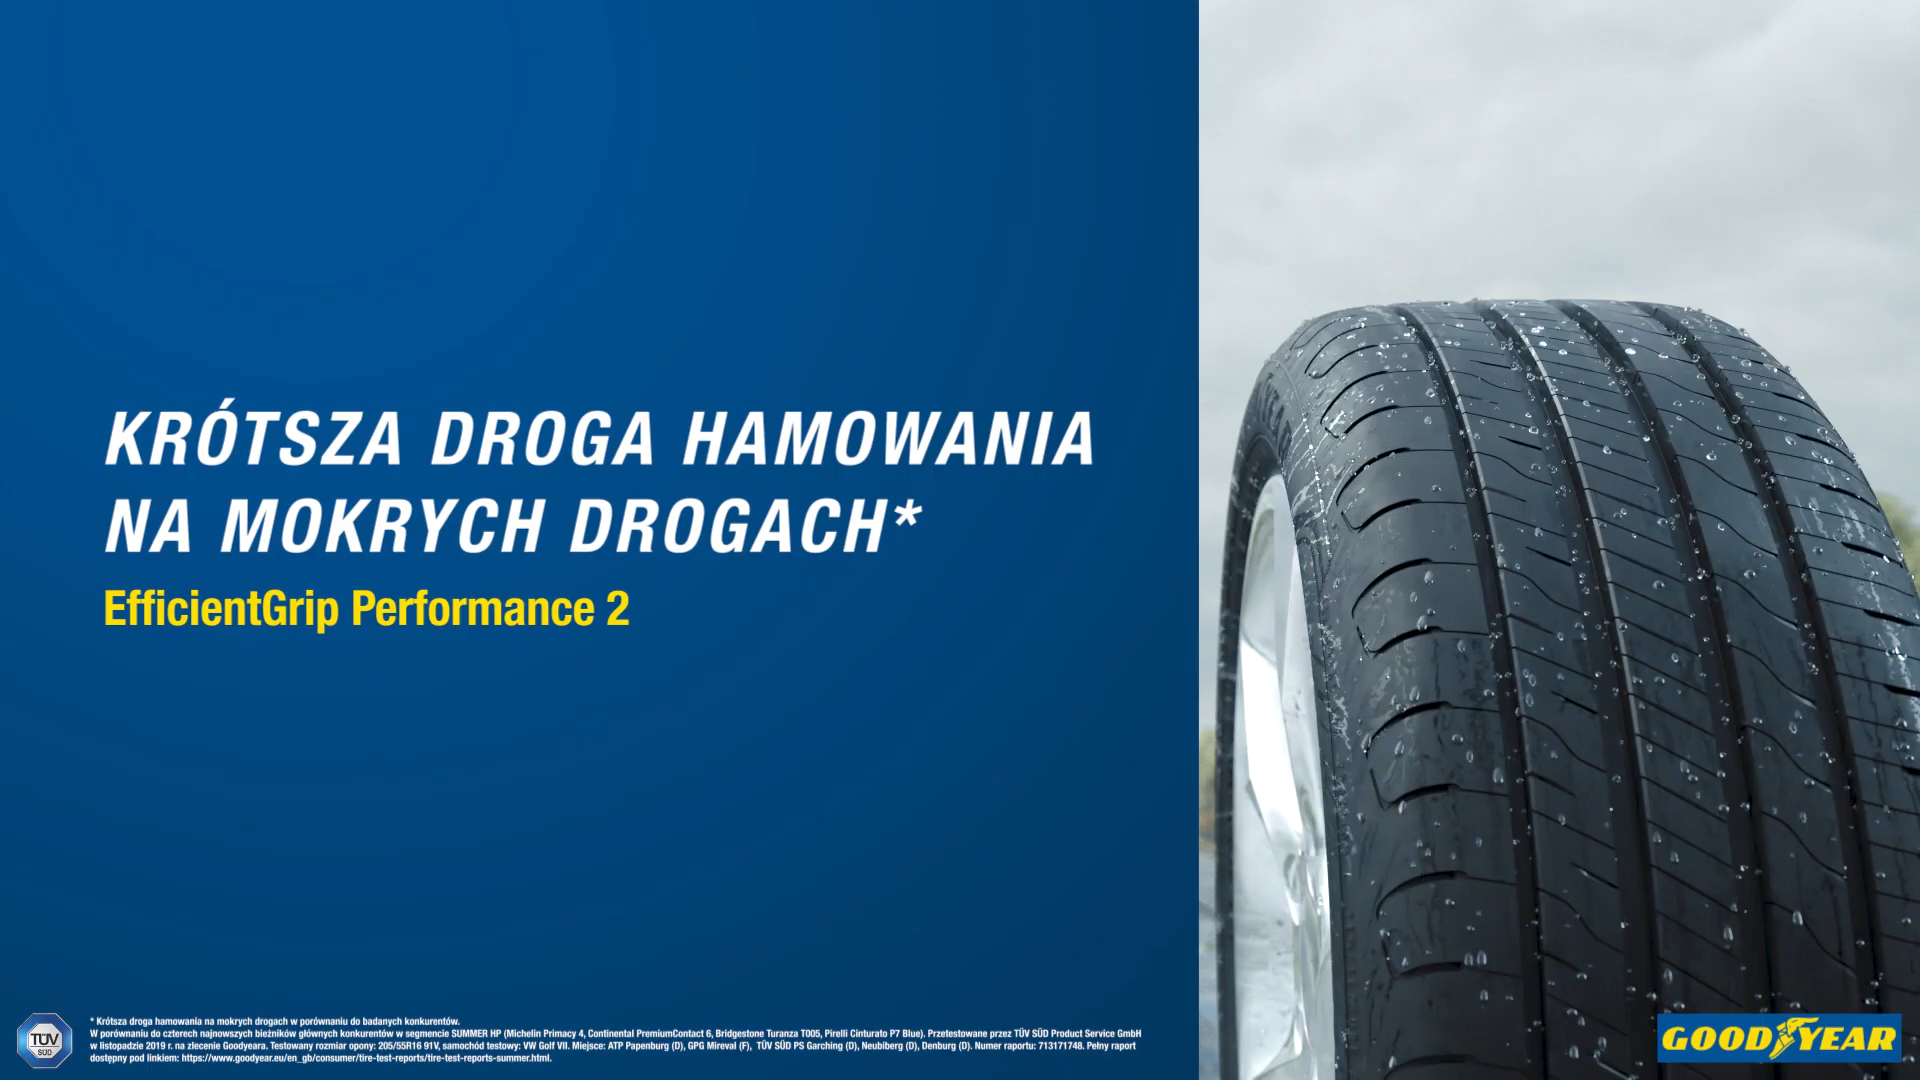 KRÓTSZA DROGA HAMOWANIA
NA MOKRYCH DROGACH*
EfficientGrip Performance 2
* Krótsza droga hamowania na mokrych drogach w porównaniu do badanych konkurentów.
W porównaniu do czterech najnowszych bieżników głównych konkurentów w segmencie SUMMER HP (Michelin Primacy 4, Continental PremiumContact 6, Bridgestone Turanza T005, Pirelli Cinturato P7 Blue). Przetestowane przez TÜV SÜD Product Service GmbH
w listopadzie 2019 r. na zlecenie Goodyeara. Testowany rozmiar opony: 205/55R16 91V, samochód testowy: VW Golf VII. Miejsce: ATP Papenburg (D), GPG Mireval (F), TÜV SÜD PS Garching (D), Neubiberg (D), Denburg (D). Numer raportu: 713171748. Pełny raport
dostępny pod linkiem: https://www.goodyear.eu/en_gb/consumer/tire-test-reports/tire-test-reports-summer.html.
TÜV
SÜD
GOODYEAR